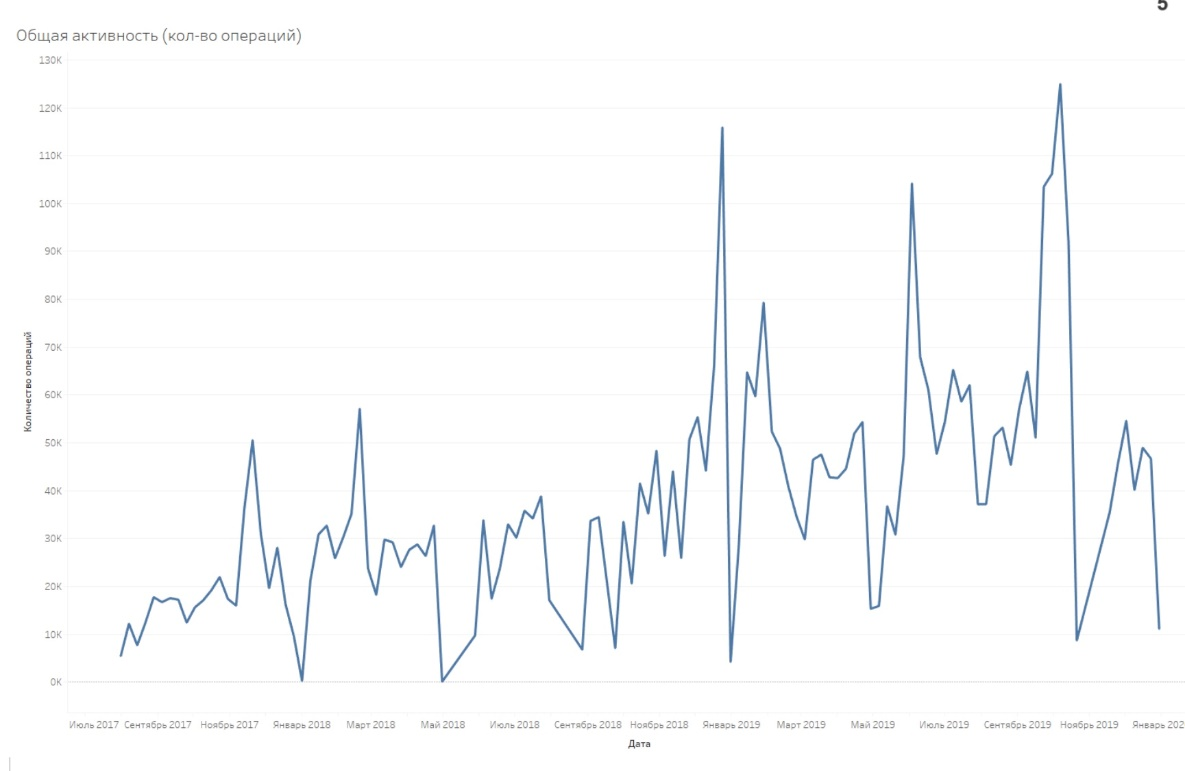 5
Общая активность (кол-во операций)
130K
120K
110K
100K
90K
80K
70K
60K
50K
40K
30K
20K
10K
0K
Количество операций
Июль 2017 Сентябрь 2017 Ноябрь 2017 Январь 2018 Март 2018 Май 2018 Июль 2018 Сентябрь 2018 Ноябрь 2018 Январь 2019 Март 2019 Май 2019 Июль 2019 Сентябрь 2019 Ноябрь 2019 Январь 202
Дата